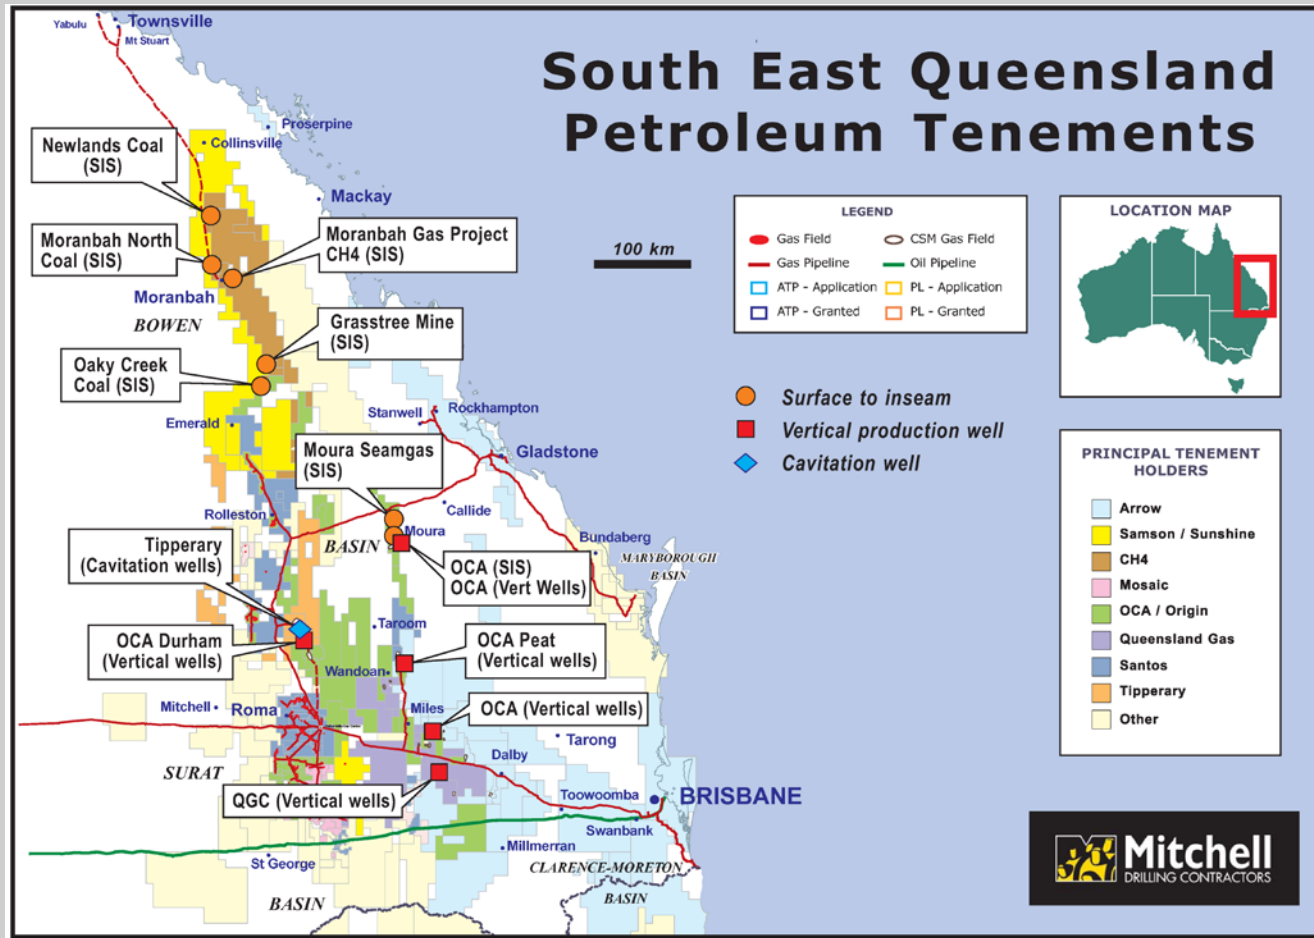 South East Queensland
Petroleum Tenements
Yabulu
Townsville
Mt Stuart
Proserpine
Collinsville
Newlands Coal
(SIS)
Mackay
Moranbah North
Coal (SIS)
Moranbah Gas Project
CH4 (SIS)
Moranbah
BOWEN
Grasstree Mine
(SIS)
Oaky Creek
Coal (SIS)
Emerald
Stanwell
Rockhampton
Moura Seamgas
(SIS)
Gladstone
Rolleston
Callide
Moura
BASIN
Tipperary
(Cavitation wells)
Bundaberg
MARYBOROUGH
BASIN
OCA (SIS)
OCA (Vert Wells)
OCA Durham
(Vertical wells)
Taroom
OCA Peat
(Vertical wells)
Wandoan
Mitchell
Roma
Miles
OCA (Vertical wells)
Tarong
SURAT
Dalby
QGC (Vertical wells)
Toowoomba
BRISBANE
Swanbank
St George
Millmerran
CLARENCE-MORETON
BASIN
BASIN
100 km
LEGEND
Gas Field
CSM Gas Field
Gas Pipeline
Oil Pipeline
ATP - Application
PL - Application
ATP - Granted
PL - Granted
Surface to inseam
Vertical production well
Cavitation well
LOCATION MAP
PRINCIPAL TENEMENT
HOLDERS
Arrow
Samson / Sunshine
CH4
Mosaic
OCA / Origin
Queensland Gas
Santos
Tipperary
Other
Mitchell
DRILLING CONTRACTORS